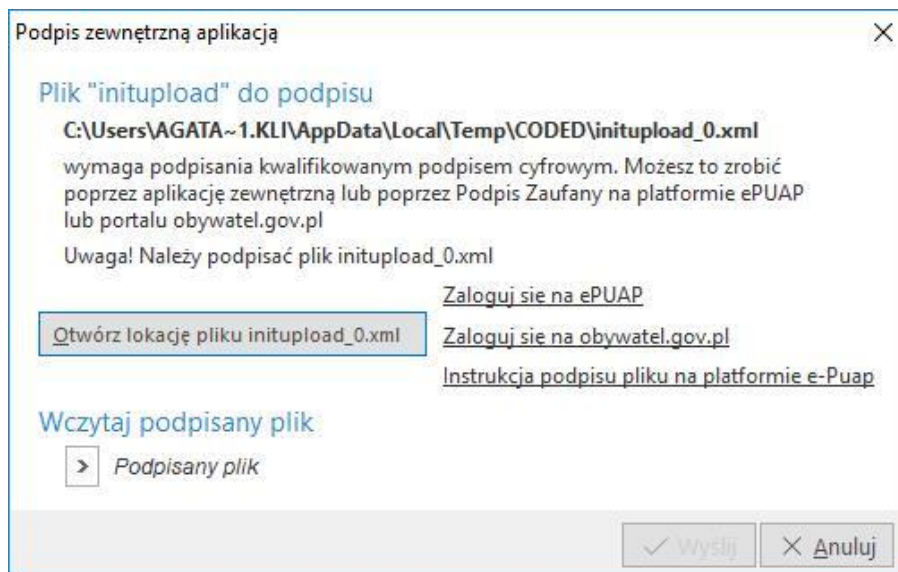 Podpis zewnętrzną aplikacją
Plik "initupload" do podpisu
C:\Users\AGATA~1.KLI\AppData\Local\Temp\CODED\initupload_0.xml
wymaga podpisania kwalifikowanym podpisem cyfrowym. Możesz to zrobić
poprzez aplikację zewnętrzną lub poprzez Podpis Zaufany na platformie ePUAP
lub portalu obywatel.gov.pl
Uwaga! Należy podpisać plik initupload_0.xml
Zaloguj się na ePUAP
Otwórz lokację pliku initupload_0.xml
Zaloguj się na obywatel.gov.pl
Instrukcja podpisu pliku na platformie e-Puap
Wczytaj podpisany plik
Podpisany plik
Wyślij
Anuluj